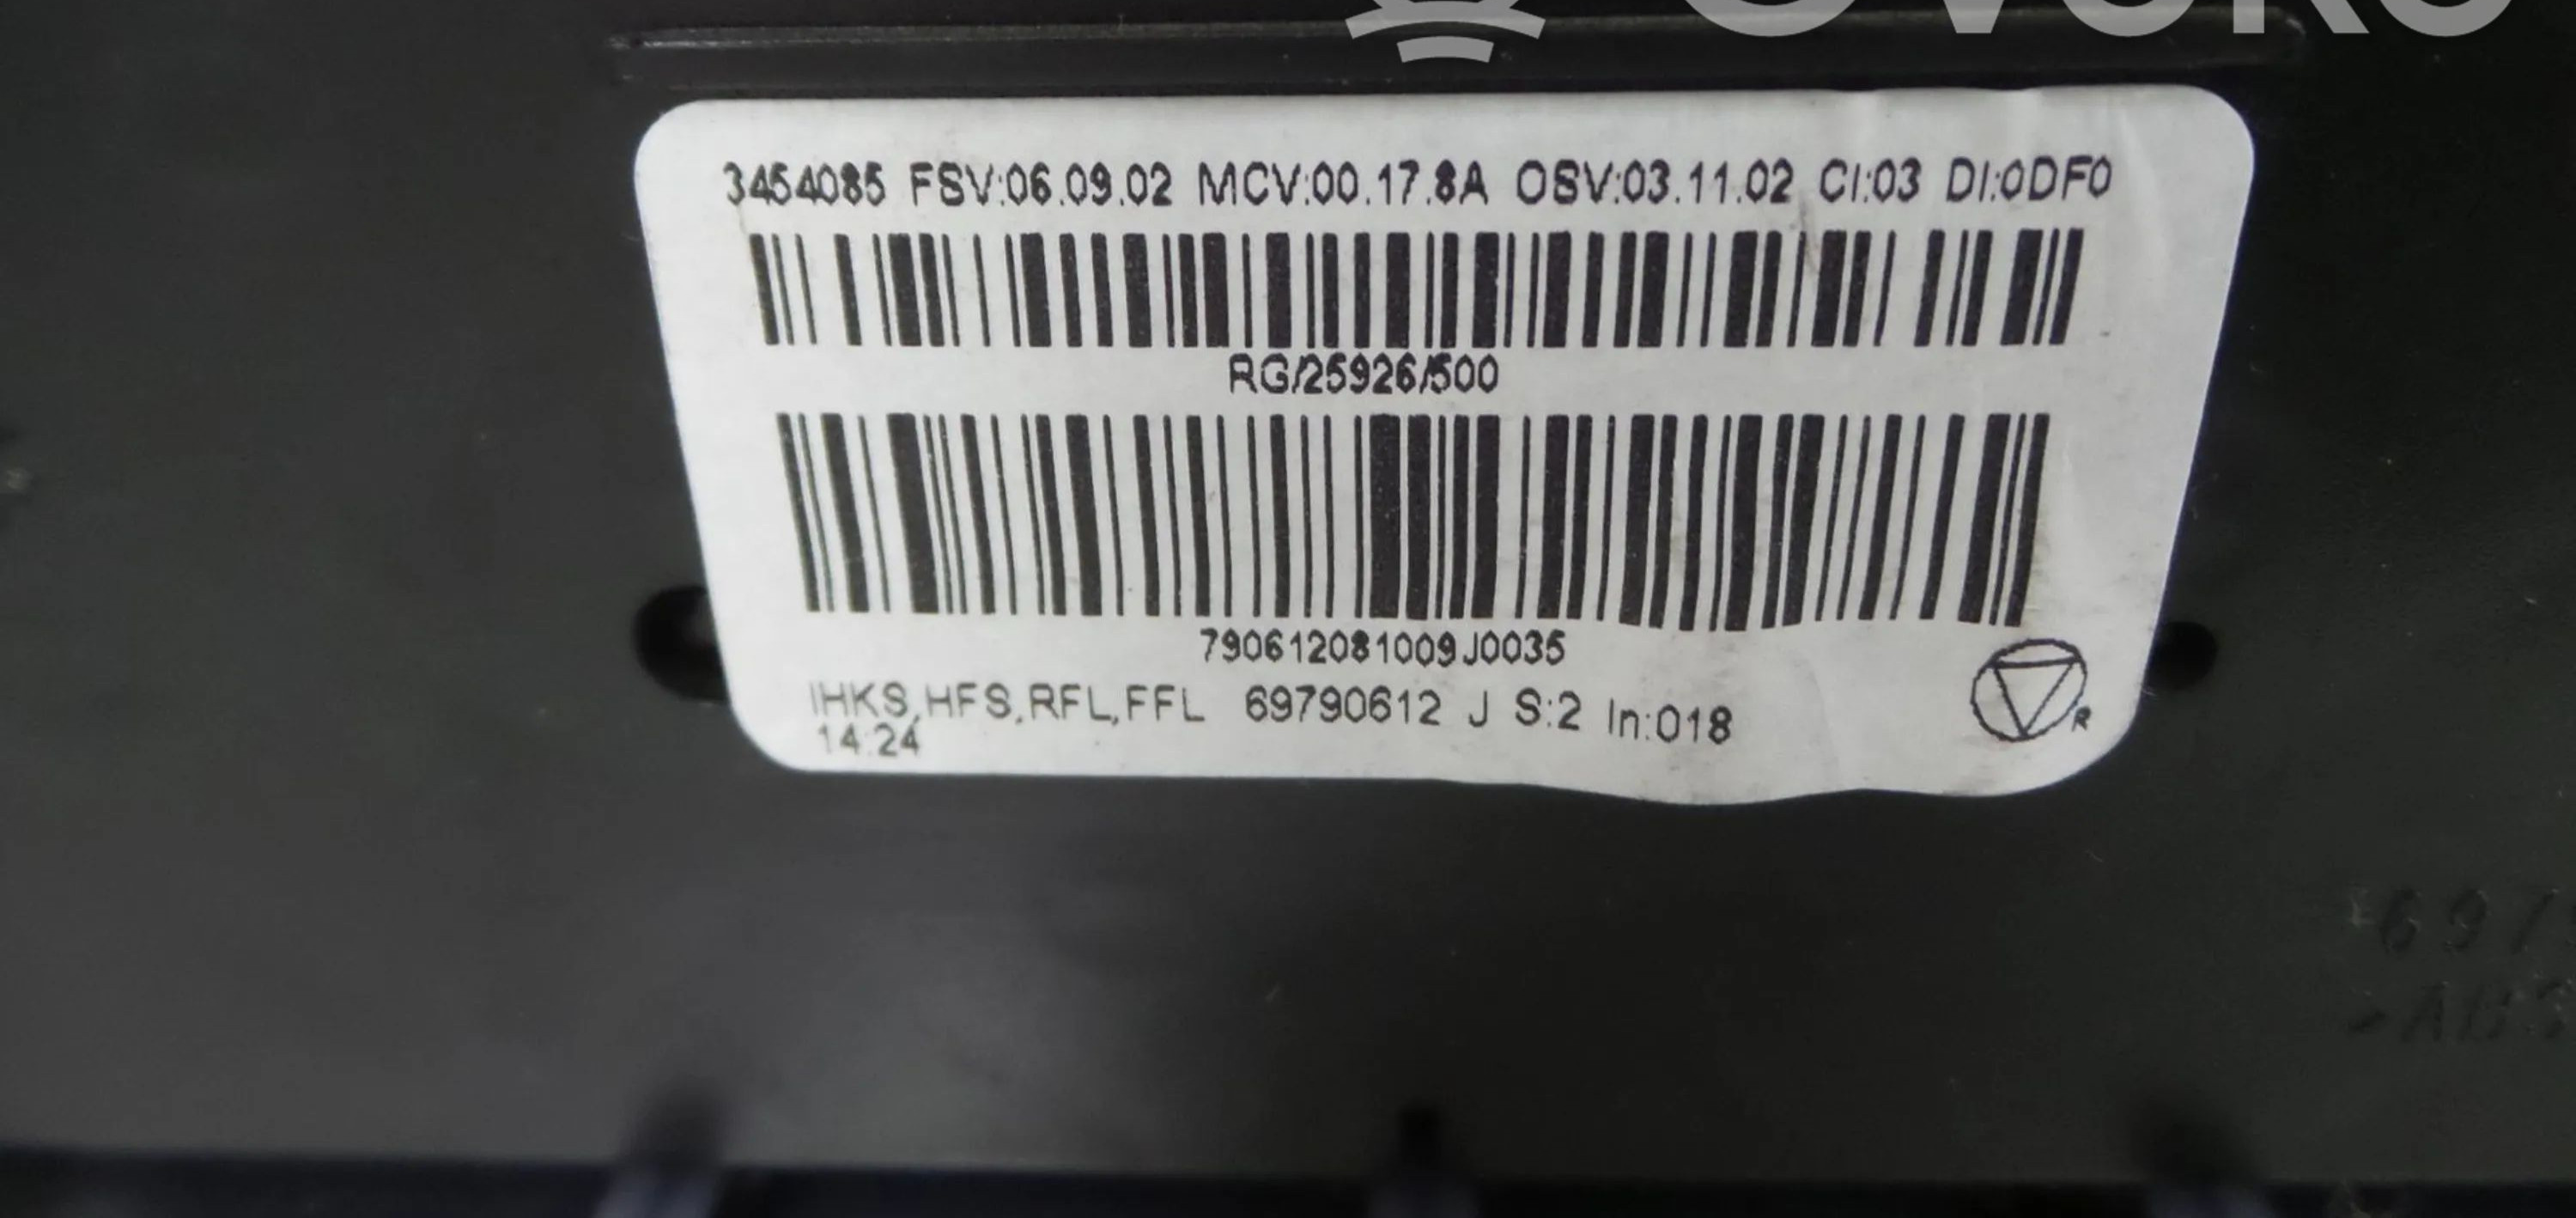 3454085 FSV:06.09.02 MCV:00.17.8A OSV:03.11.02 CI:03 DI:0DF0
RG/25926/500
790612081009J0035
IHKS,HFS,RFL,FFL 69790612 J S:2 In:018
14:24
R